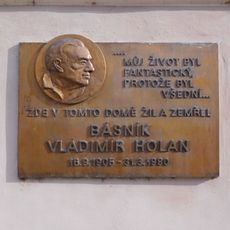 ....
MŮJ ŽIVOT BYL
FANTASTICKÝ,
PROTOŽE BYL
VŠEDNÍ...
ZDE V TOMTO DOMĚ ŽIL A ZEMŘEL
BÁSNÍK
VLADIMÍR HOLAN
16.9.1905 - 31.3.1980